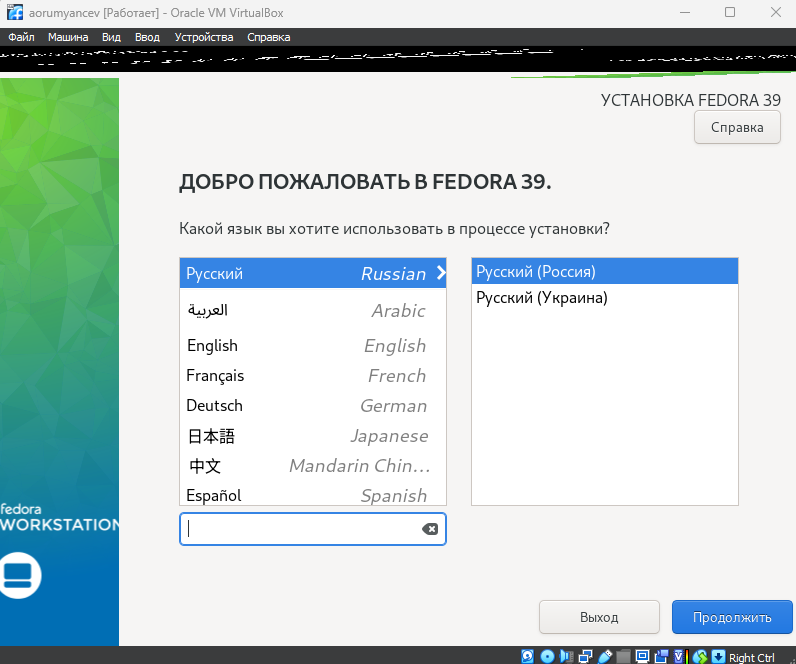 aorumyancev [Работает] - Oracle VM VirtualBox
Файл Машина Вид Ввод Устройства Справка
УСТАНОВКА FEDORA 39
Справка
ДОБРО ПОЖАЛОВАТЬ В FEDORA 39.
Какой язык вы хотите использовать в процессе установки?
Русский Russian
العربية Arabic
English English
Français French
Deutsch German
日本語 Japanese
中文 Mandarin Chin...
Español Spanish
Русский (Россия)
Русский (Украина)
fedora
WORKSTATION
Выход
Продолжить
Right Ctrl